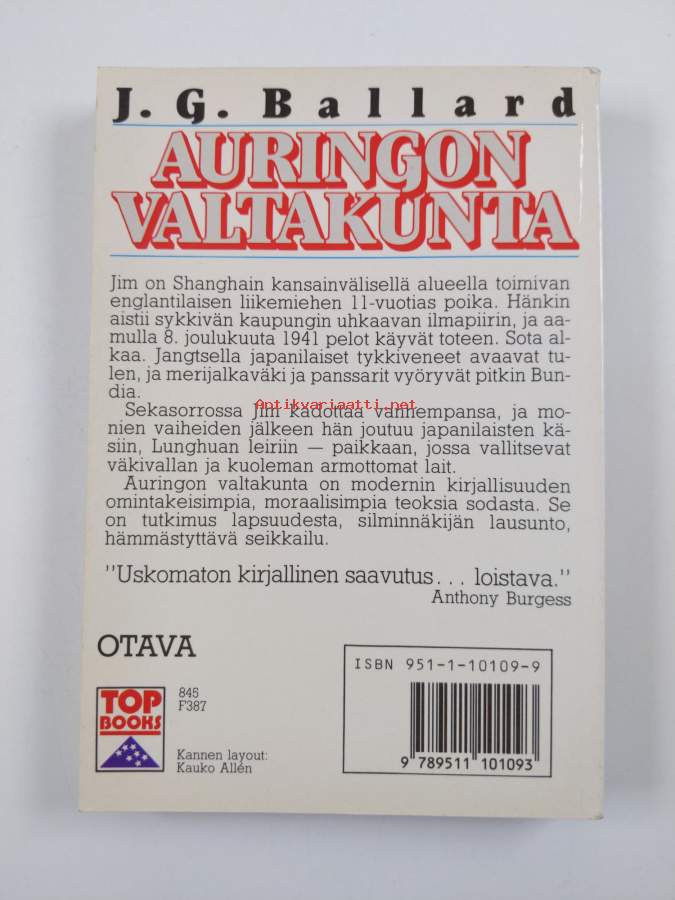 J. G. Ballard
AURINGON
VALTAKUNTA
Jim on Shanghain kansainvälisellä alueella toimivan
englantilaisen liikemiehen 11-vuotias poika. Hänkin
aistii sykkivän kaupungin uhkaavan ilmapiirin, ja aa-
mulla 8. joulukuuta 1941 pelot käyvät toteen. Sota al-
kaa. Jangtsella japanilaiset tykkiveneet avaavat tu-
len, ja merijalkaväki ja panssarit vyöryvät pitkin Bun-
dia.
Antikvariaatti.net
Sekasorrossa Jim kadottaa vanhempansa, ja mo-
nien vaiheiden jälkeen hän joutuu japanilaisten kä-
siin, Lunghuan leiriin — paikkaan, jossa vallitsevat
väkivallan ja kuoleman armottomat lait.
Auringon valtakunta on modernin kirjallisuuden
omintakeisimpia, moraalisimpia teoksia sodasta. Se
on tutkimus lapsuudesta, silminnäkijän lausunto,
hämmästyttävä seikkailu.
"Uskomaton kirjallinen saavutus... loistava."
Anthony Burgess
OTAVA
TOP
BOOKS
845
F387
Kannen layout:
Kauko Allén
ISBN 951-1-10109-9
9 789511 101093